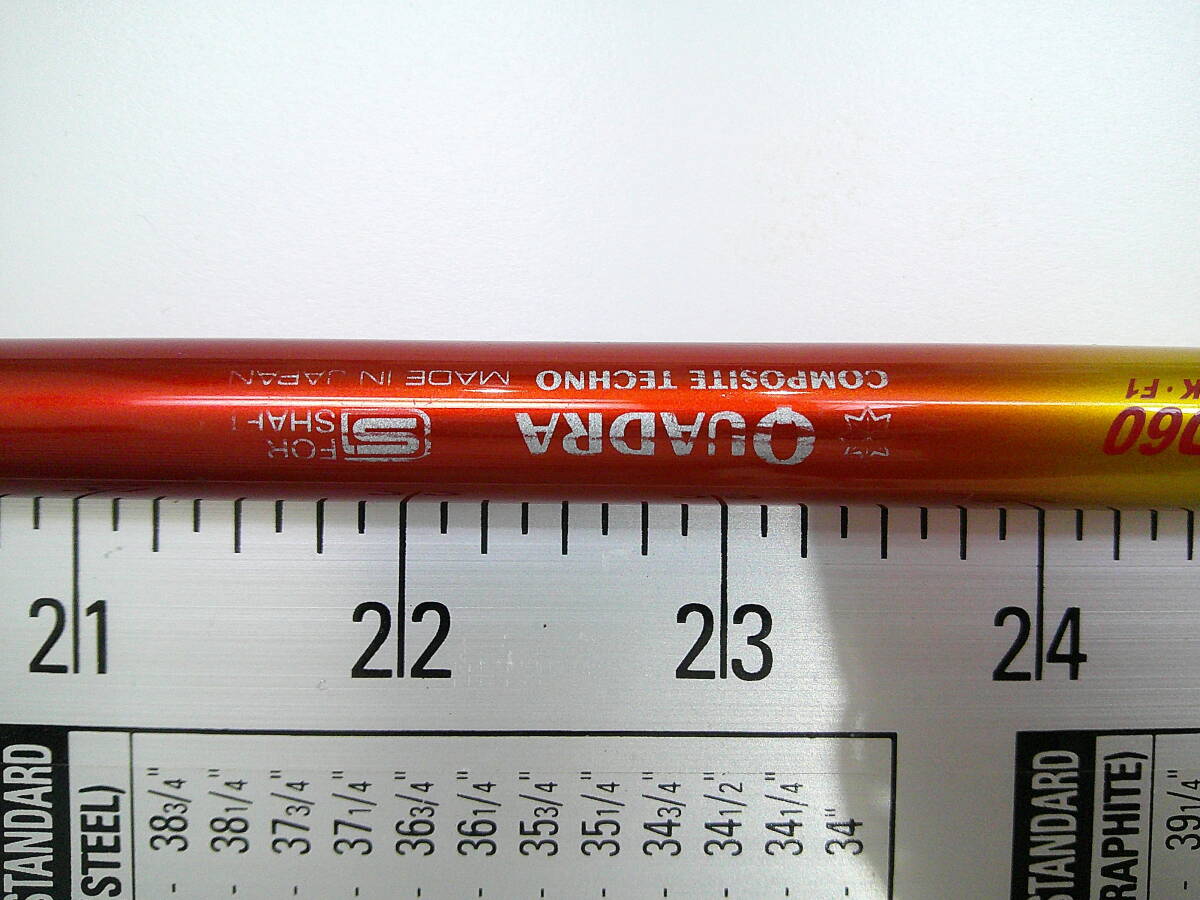 COMPOSITE TECHNO
MADE IN JAPAN
QUADRA
FOR
SHAFT
060
K・F1
21
22
23
24
STANDARD
STEEL)
38 3/4"
38 1/4"
37 3/4"
37 1/4"
36 3/4"
36 1/4"
35 3/4"
35 1/4"
34 3/4"
34 1/2"
34 1/4"
34"
STANDARD
RAPHITE)
39 1/4"